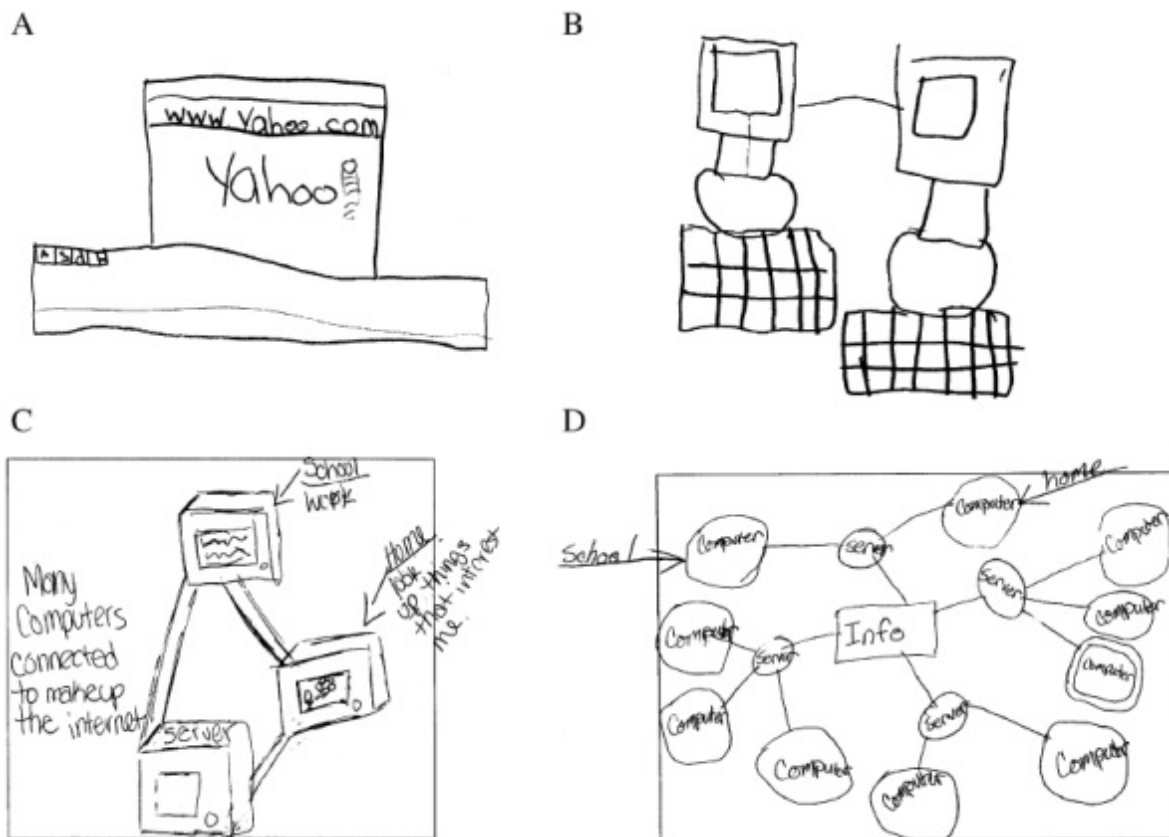 A
www.Yahoo.com
Yahoo!
A S d F
B
C
School
work
Home
look
up things
that interest
me.
Many
Computers
connected
to makeup
the internet
server
D
home
School
Computer
server
Computer
Computer
server
Computer
Computer
Info
Computer
server
Computer
Computer
server
Computer
Computer